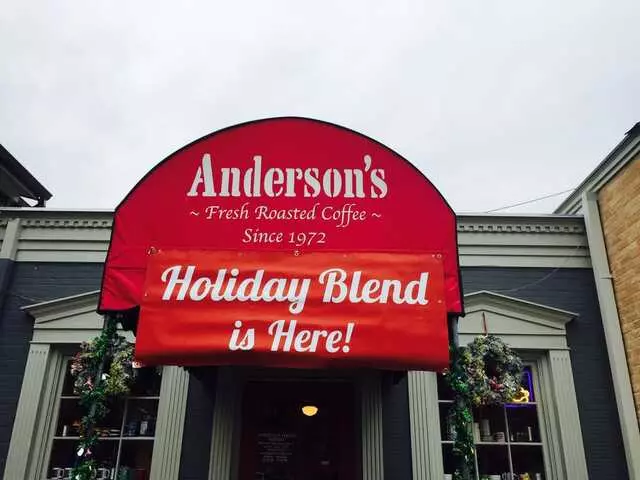 Anderson's
~ Fresh Roasted Coffee ~
Since 1972
Holiday Blend
is Here!